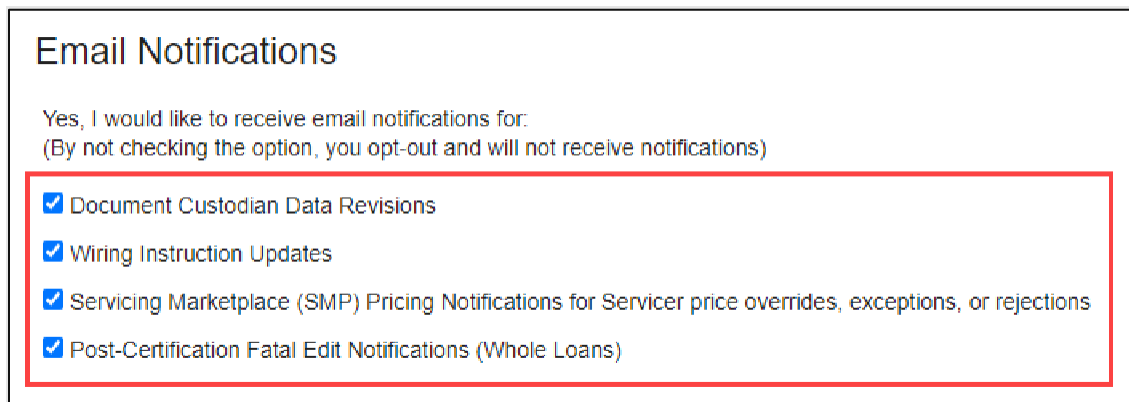 Email Notifications
Yes, I would like to receive email notifications for:
(By not checking the option, you opt-out and will not receive notifications)
Document Custodian Data Revisions
Wiring Instruction Updates
Servicing Marketplace (SMP) Pricing Notifications for Servicer price overrides, exceptions, or rejections
Post-Certification Fatal Edit Notifications (Whole Loans)